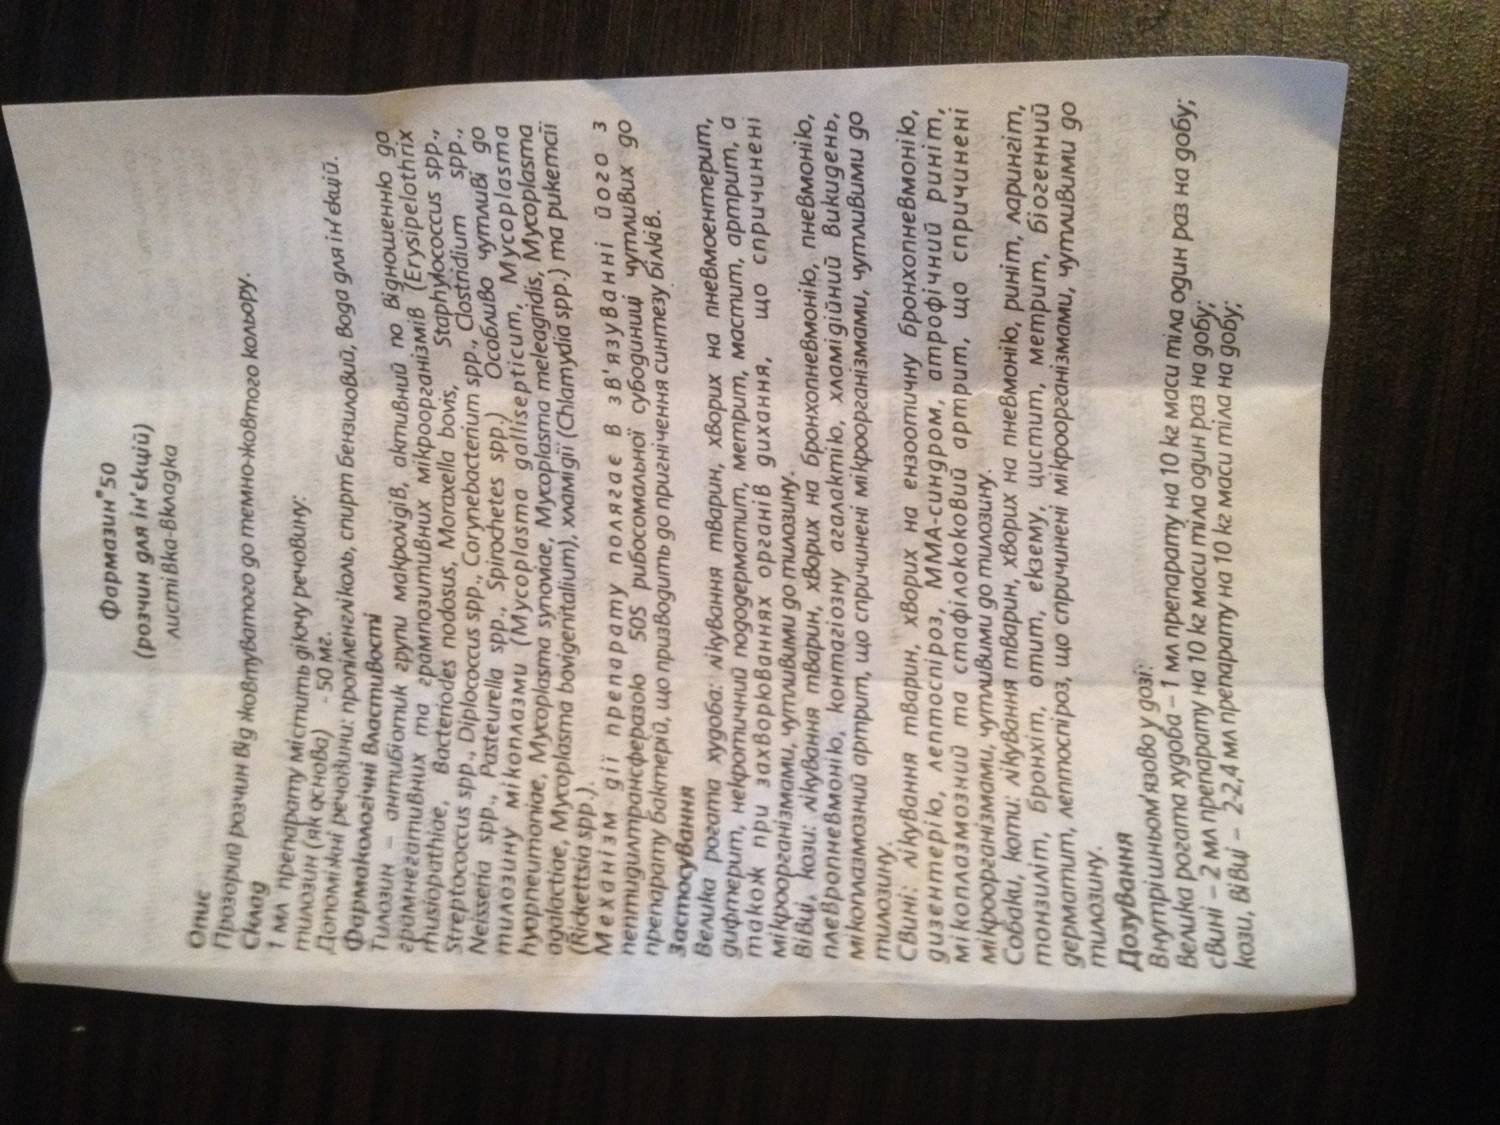 Фармазин®50
(розчин для ін'єкцій)
листівка-вкладка
Опис
Прозорий розчин від жовтуватого до темно-жовтого кольору.
Склад
1 мл препарату містить діючу речовину:
тилозин (як основа) - 50 мг.
Допоміжні речовини: пропіленгліколь, спирт бензиловий, вода для ін'єкцій.
Фармакологічні властивості
Тилозин – антибіотик групи макролідів, активний по відношенню до
грамнегативних та грампозитивних мікроорганізмів (Erysipelothrix
rhusiopathiae, Bacteriodes nodosus, Moraxella bovis, Staphylococcus spp.,
Streptococcus spp., Diplococcus spp., Corynebacterium spp., Clostridium spp.,
Neisseria spp., Pasteurella spp., Spirochetes spp.) Особливо чутливі до
тилозину мікоплазми (Mycoplasma gallisepticum, Mycoplasma
hyopneumoniae, Mycoplasma synoviae, Mycoplasma meleagridis, Mycoplasma
agalactiae, Mycoplasma bovigenitalium), хламідії (Chlamydia spp.) та рикетсії
(Rickettsia spp.).
Механізм дії препарату полягає в зв'язуванні його з
пептидилтрансферазою 50S рибосомальної субодиниці чутливих до
препарату бактерій, що призводить до пригнічення синтезу білків.
Застосування
Велика рогата худоба: лікування тварин, хворих на пневмоентерит,
дифтерит, некротичний пододерматит, метрит, мастит, артрит, а
також при захворюваннях органів дихання, що спричинені
мікроорганізмами, чутливими до тилозину.
Вівці, кози: лікування тварин, хворих на бронхопневмонію, пневмонію,
плевропневмонію, контагіозну агалактію, хламідійний викидень,
мікоплазмозний артрит, що спричинені мікроорганізмами, чутливими до
тилозину.
Свині: лікування тварин, хворих на ензоотичну бронхопневмонію,
дизентерію, лептоспіроз, ММА-синдром, атрофічний риніт,
мікоплазмозний та стафілококовий артрит, що спричинені
мікроорганізмами, чутливими до тилозину.
Собаки, коти: лікування тварин, хворих на пневмонію, риніт, ларингіт,
тонзиліт, бронхіт, отит, екзему, цистит, метрит, біогенний
дерматит, лептоспіроз, що спричинені мікроорганізмами, чутливими до
тилозину.
Дозування
Внутрішньом'язово у дозі:
велика рогата худоба – 1 мл препарату на 10 кг маси тіла один раз на добу;
свині – 2 мл препарату на 10 кг маси тіла один раз на добу;
кози, вівці – 2-2,4 мл препарату на 10 кг маси тіла на добу;